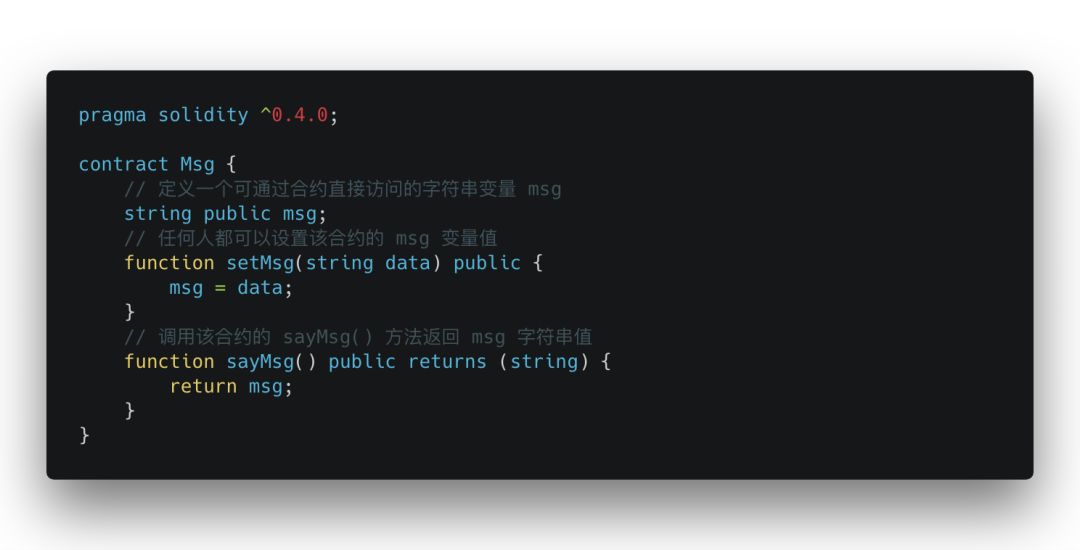 pragma solidity ^0.4.0;
contract Msg {
// 定义一个可通过合约直接访问的字符串变量 msg
string public msg;
// 任何人都可以设置该合约的 msg 变量值
function setMsg(string data) public {
msg = data;
}
// 调用该合约的 sayMsg() 方法返回 msg 字符串值
function sayMsg() public returns (string) {
return msg;
}
}